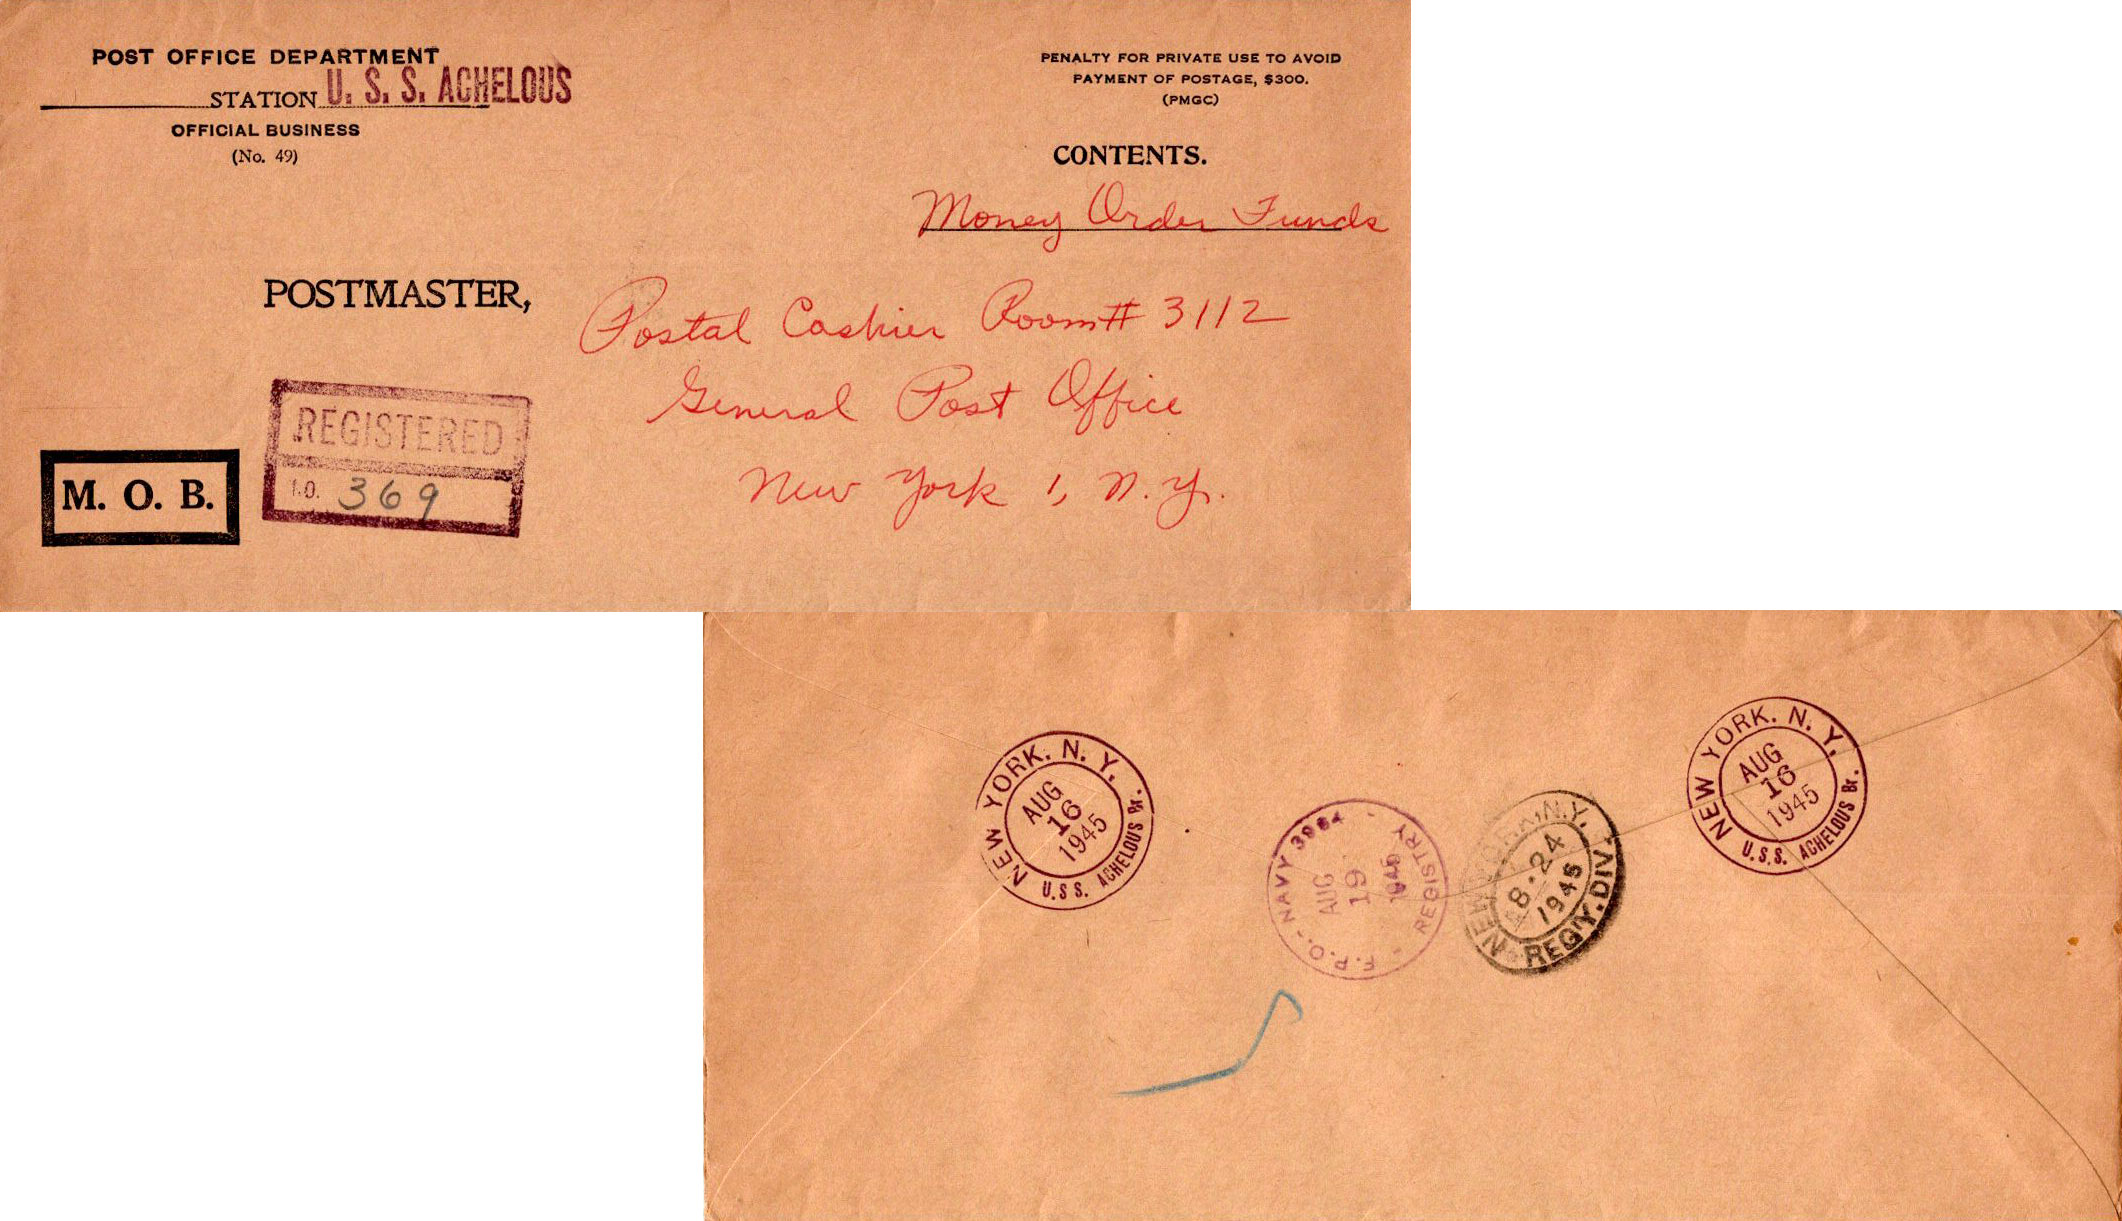 POST OFFICE DEPARTMENT
STATION U. S. S. ACHELOUS
OFFICIAL BUSINESS
(No. 49)
PENALTY FOR PRIVATE USE TO AVOID
PAYMENT OF POSTAGE, $300.
(PMGC)
CONTENTS.
Money Order Funds
POSTMASTER,
Postal Cashier Room # 3112
General Post Office
New York 1, N.Y.
M. O. B.
REGISTERED
369
NEW YORK. N. Y.
AUG
16
1945
U.S.S. ACHELOUS Br.
F.P.O. - NAVY 3964 -
AUG
19
1945
REGISTRY -
NEW YORK, N.Y.
8-24
1945
REG'Y. DIV.
NEW YORK. N. Y.
AUG
16
1945
U.S.S. ACHELOUS Br.